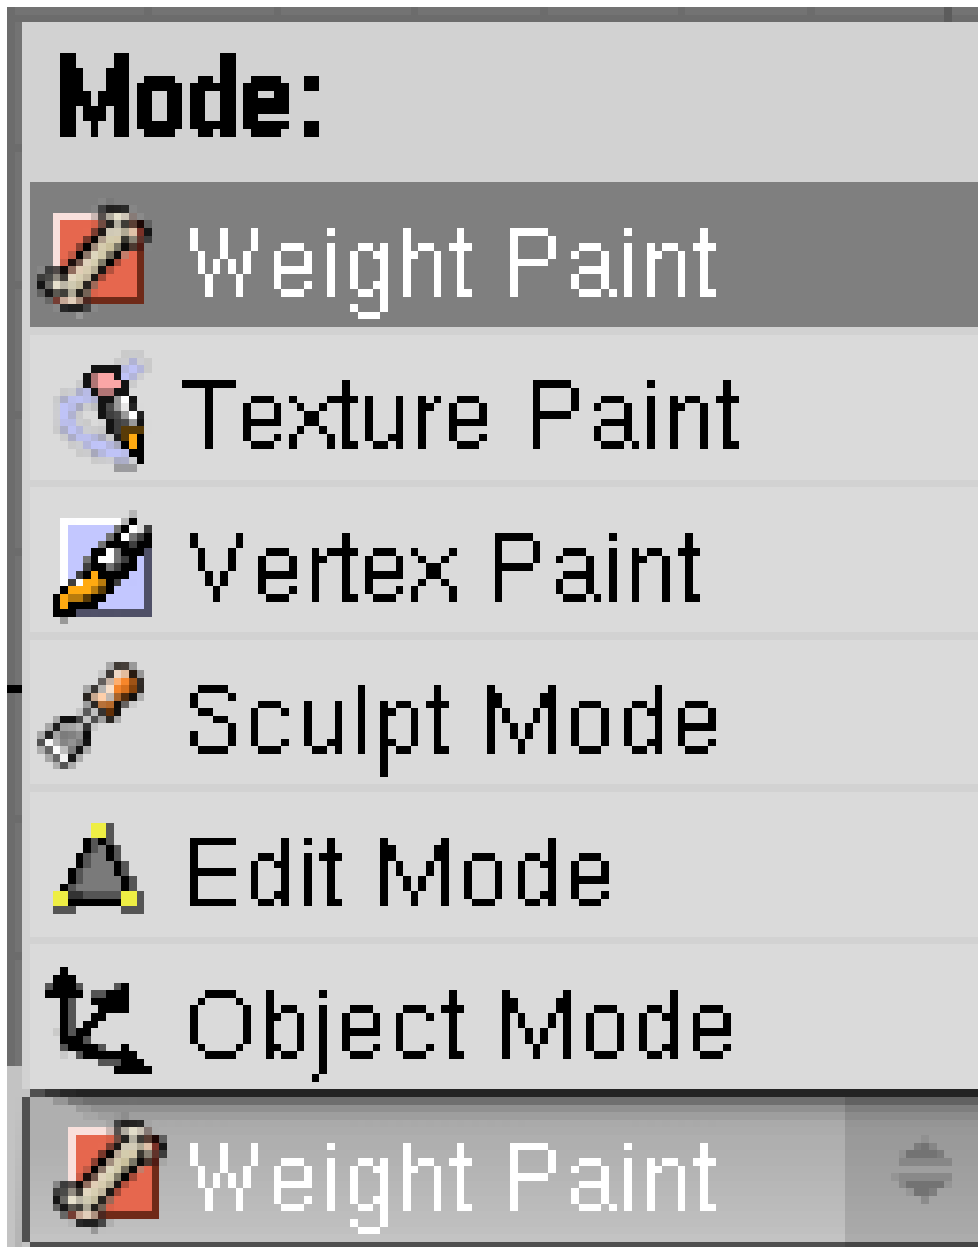 Mode:
Weight Paint
Texture Paint
Vertex Paint
Sculpt Mode
Edit Mode
Object Mode
Weight Paint